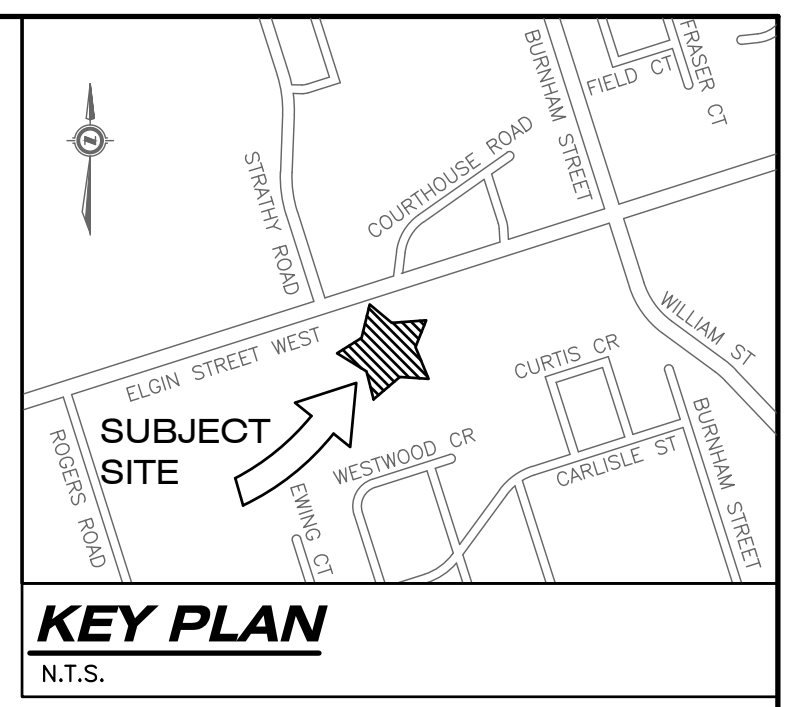 BURNHAM STREET
FIELD CT
FRASER CT
STRATHY ROAD
COURTHOUSE ROAD
WILLIAM ST
ELGIN STREET WEST
CURTIS CR
SUBJECT
SITE
ROGERS ROAD
WESTWOOD CR
EWING CT
CARLISLE ST
BURNHAM STREET
KEY PLAN
N.T.S.